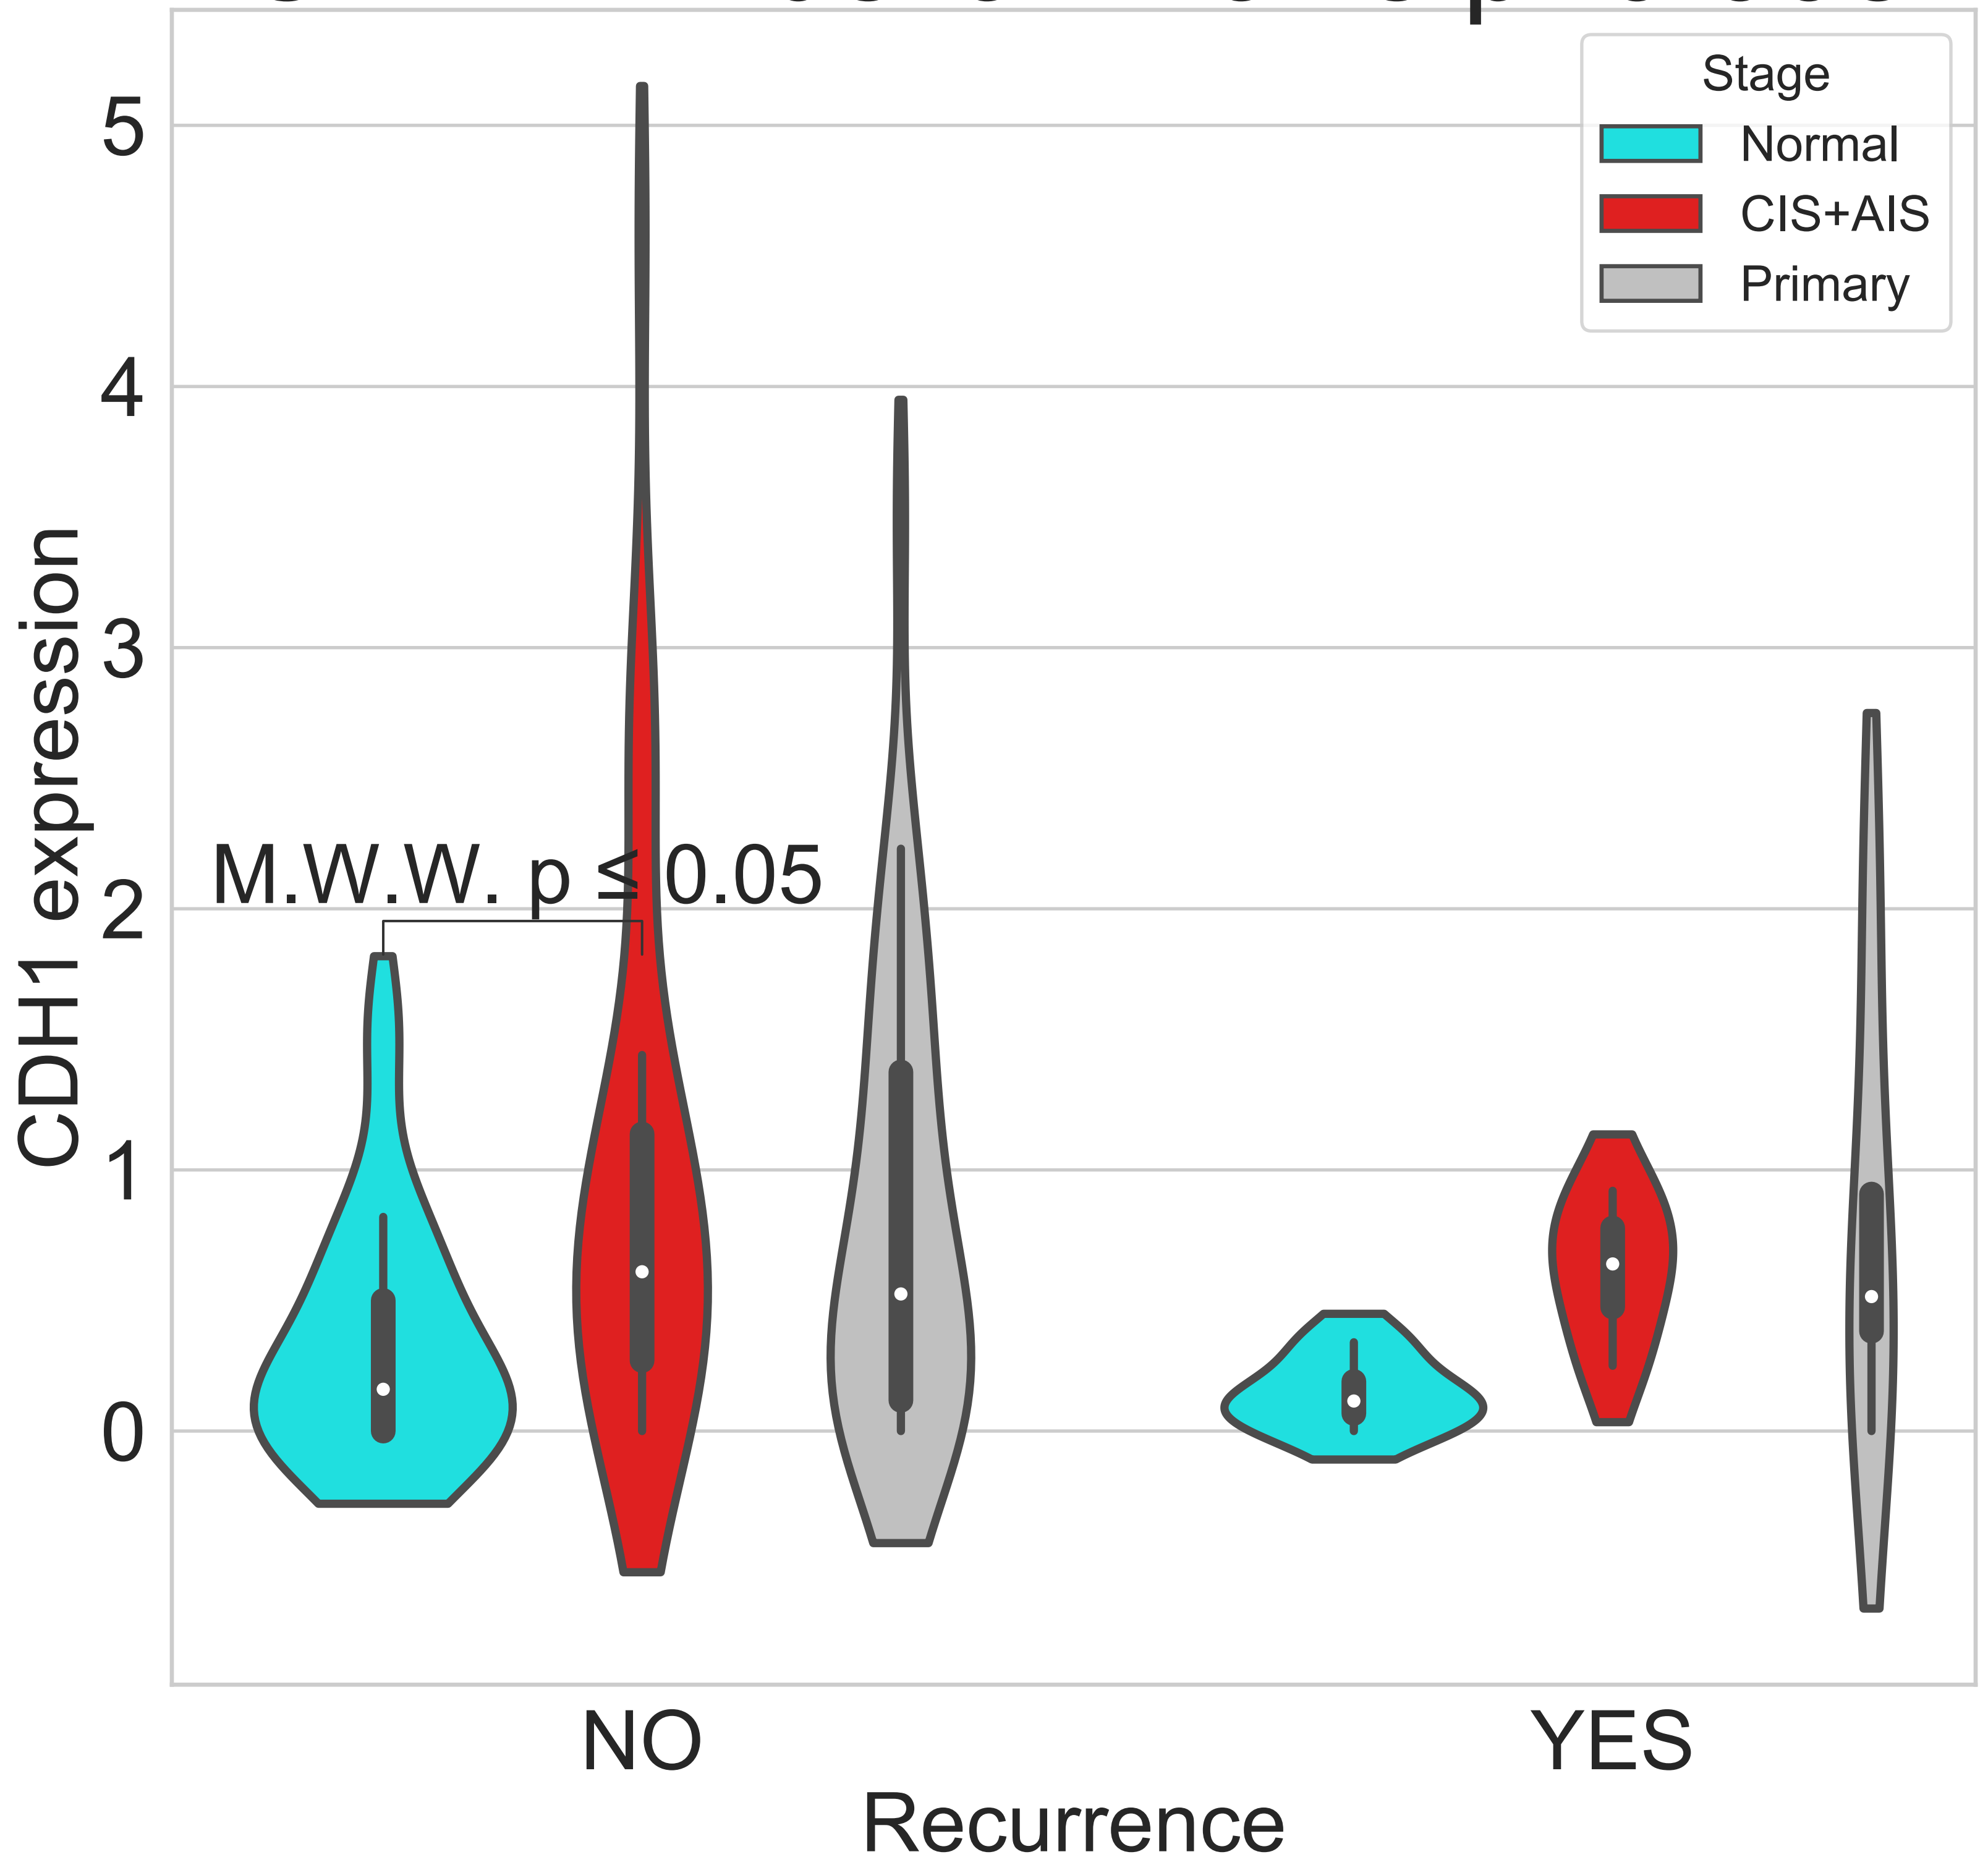 Stage
Normal
CIS+AIS
Primary
5
4
3
2
1
0
CDH1 expression
M.W.W. p ≤ 0.05
NO
YES
Recurrence